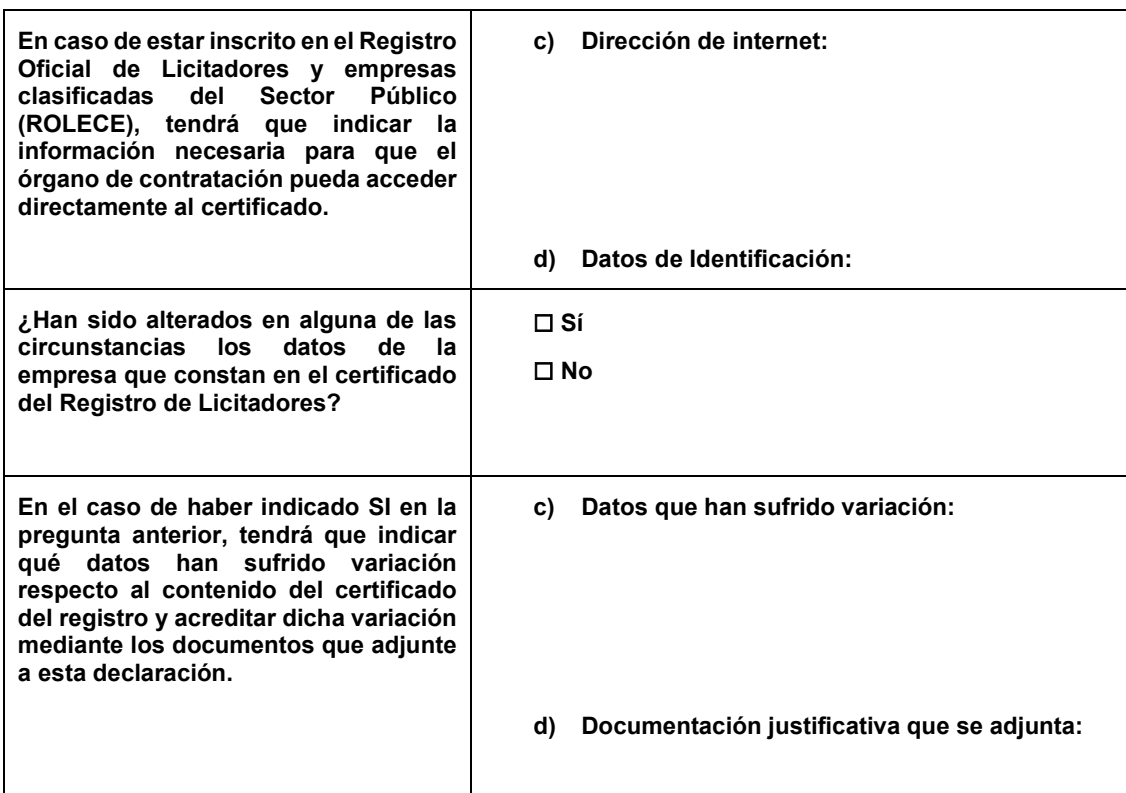 En caso de estar inscrito en el Registro
Oficial de Licitadores y empresas
clasificadas del Sector Público
(ROLECE), tendrá que indicar la
información necesaria para que el
órgano de contratación pueda acceder
directamente al certificado.
c) Dirección de internet:
d) Datos de Identificación:
¿Han sido alterados en alguna de las
circunstancias los datos de la
empresa que constan en el certificado
del Registro de Licitadores?
☐ Sí
☐ No
En el caso de haber indicado SI en la
pregunta anterior, tendrá que indicar
qué datos han sufrido variación
respecto al contenido del certificado
del registro y acreditar dicha variación
mediante los documentos que adjunte
a esta declaración.
c) Datos que han sufrido variación:
d) Documentación justificativa que se adjunta: